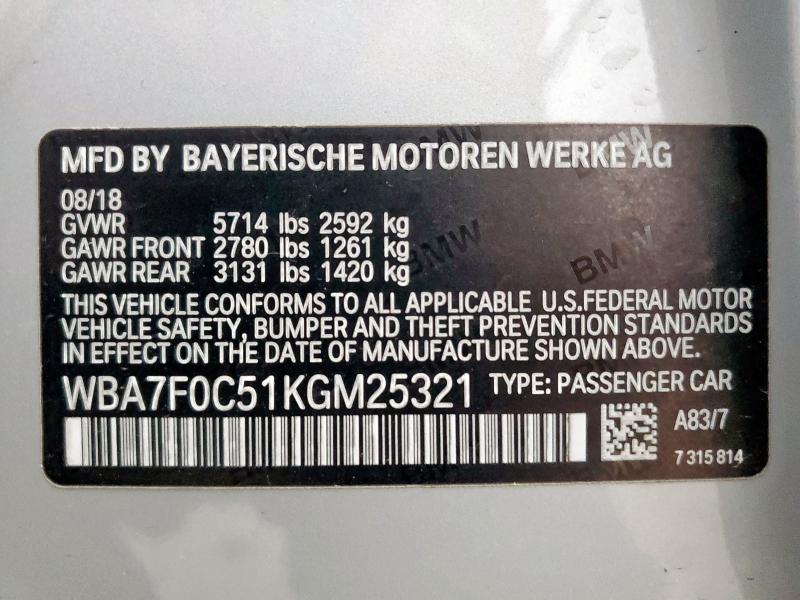 MFD BY BAYERISCHE MOTOREN WERKE AG
08/18
GVWR 5714 lbs 2592 kg
GAWR FRONT 2780 lbs 1261 kg
GAWR REAR 3131 lbs 1420 kg
THIS VEHICLE CONFORMS TO ALL APPLICABLE U.S.FEDERAL MOTOR
VEHICLE SAFETY, BUMPER AND THEFT PREVENTION STANDARDS
IN EFFECT ON THE DATE OF MANUFACTURE SHOWN ABOVE.
WBA7F0C51KGM25321 TYPE: PASSENGER CAR
A83/7
7 315 814
BMW
BMW
BMW
BMW